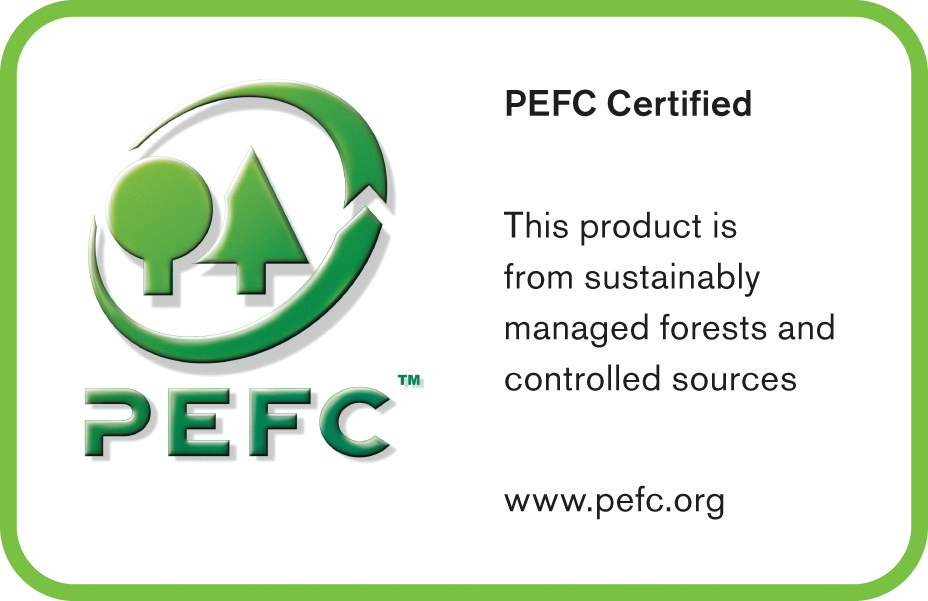 PEFC Certified
This product is
from sustainably
managed forests and
controlled sources
www.pefc.org
PEFC™